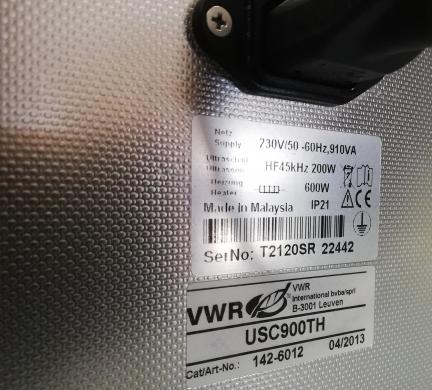 Netz
Supply 230V/50-60Hz,910VA
Ultraschall
Ultrasonic HF45kHz 200W
Heizung
Heater 600W
Made in Malaysia IP21
CE
SerNo: T2120SR 22442
VWR
VWR
International bvba/sprl
B-3001 Leuven
USC900TH
04/2013
Cat/Art-No.: 142-6012